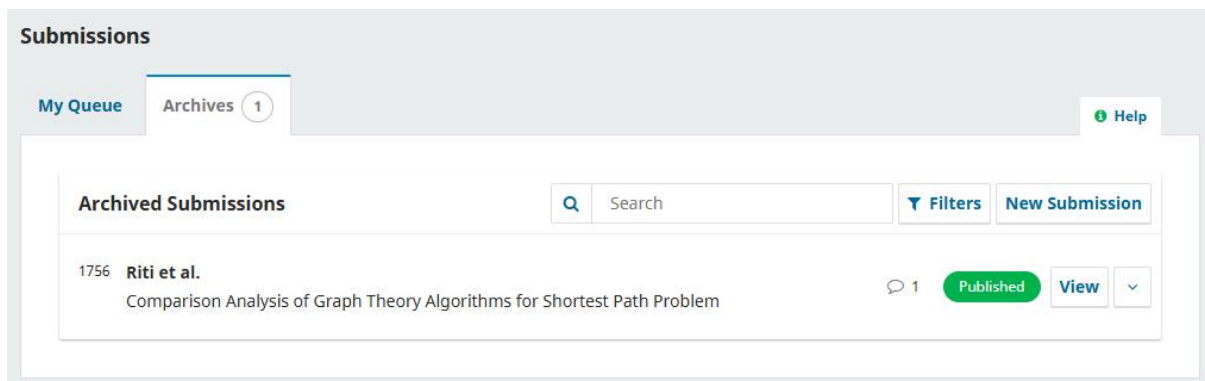 Submissions
My Queue Archives 1
Help
Archived Submissions Search Filters New Submission
1756 Riti et al. 1 Published View
Comparison Analysis of Graph Theory Algorithms for Shortest Path Problem